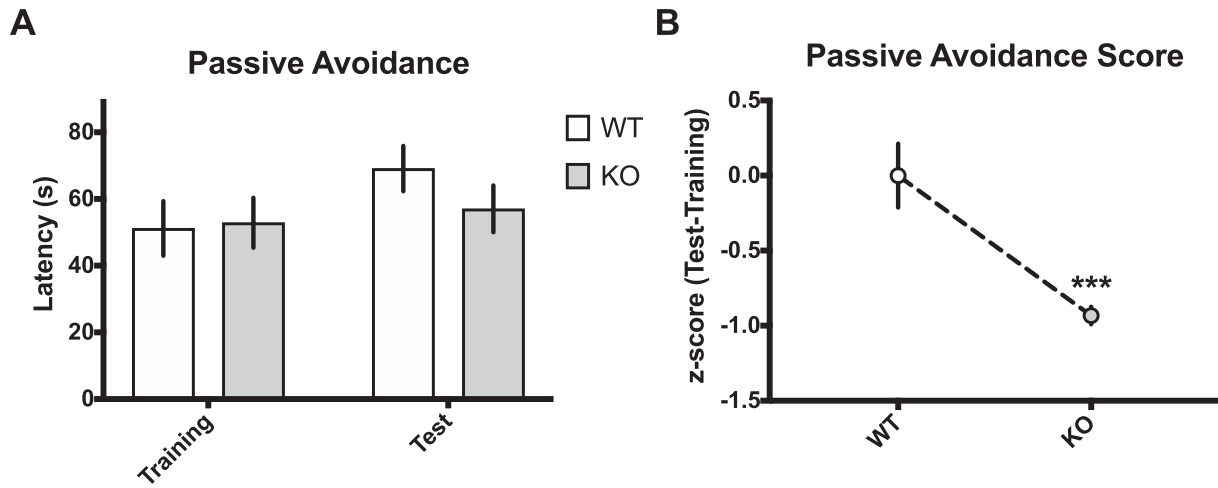 A
Passive Avoidance
Latency (s)
80
60
40
20
0
Training
Test
WT
KO
B
Passive Avoidance Score
z-score (Test-Training)
0.5
0.0
-0.5
-1.0
-1.5
***
WT
KO